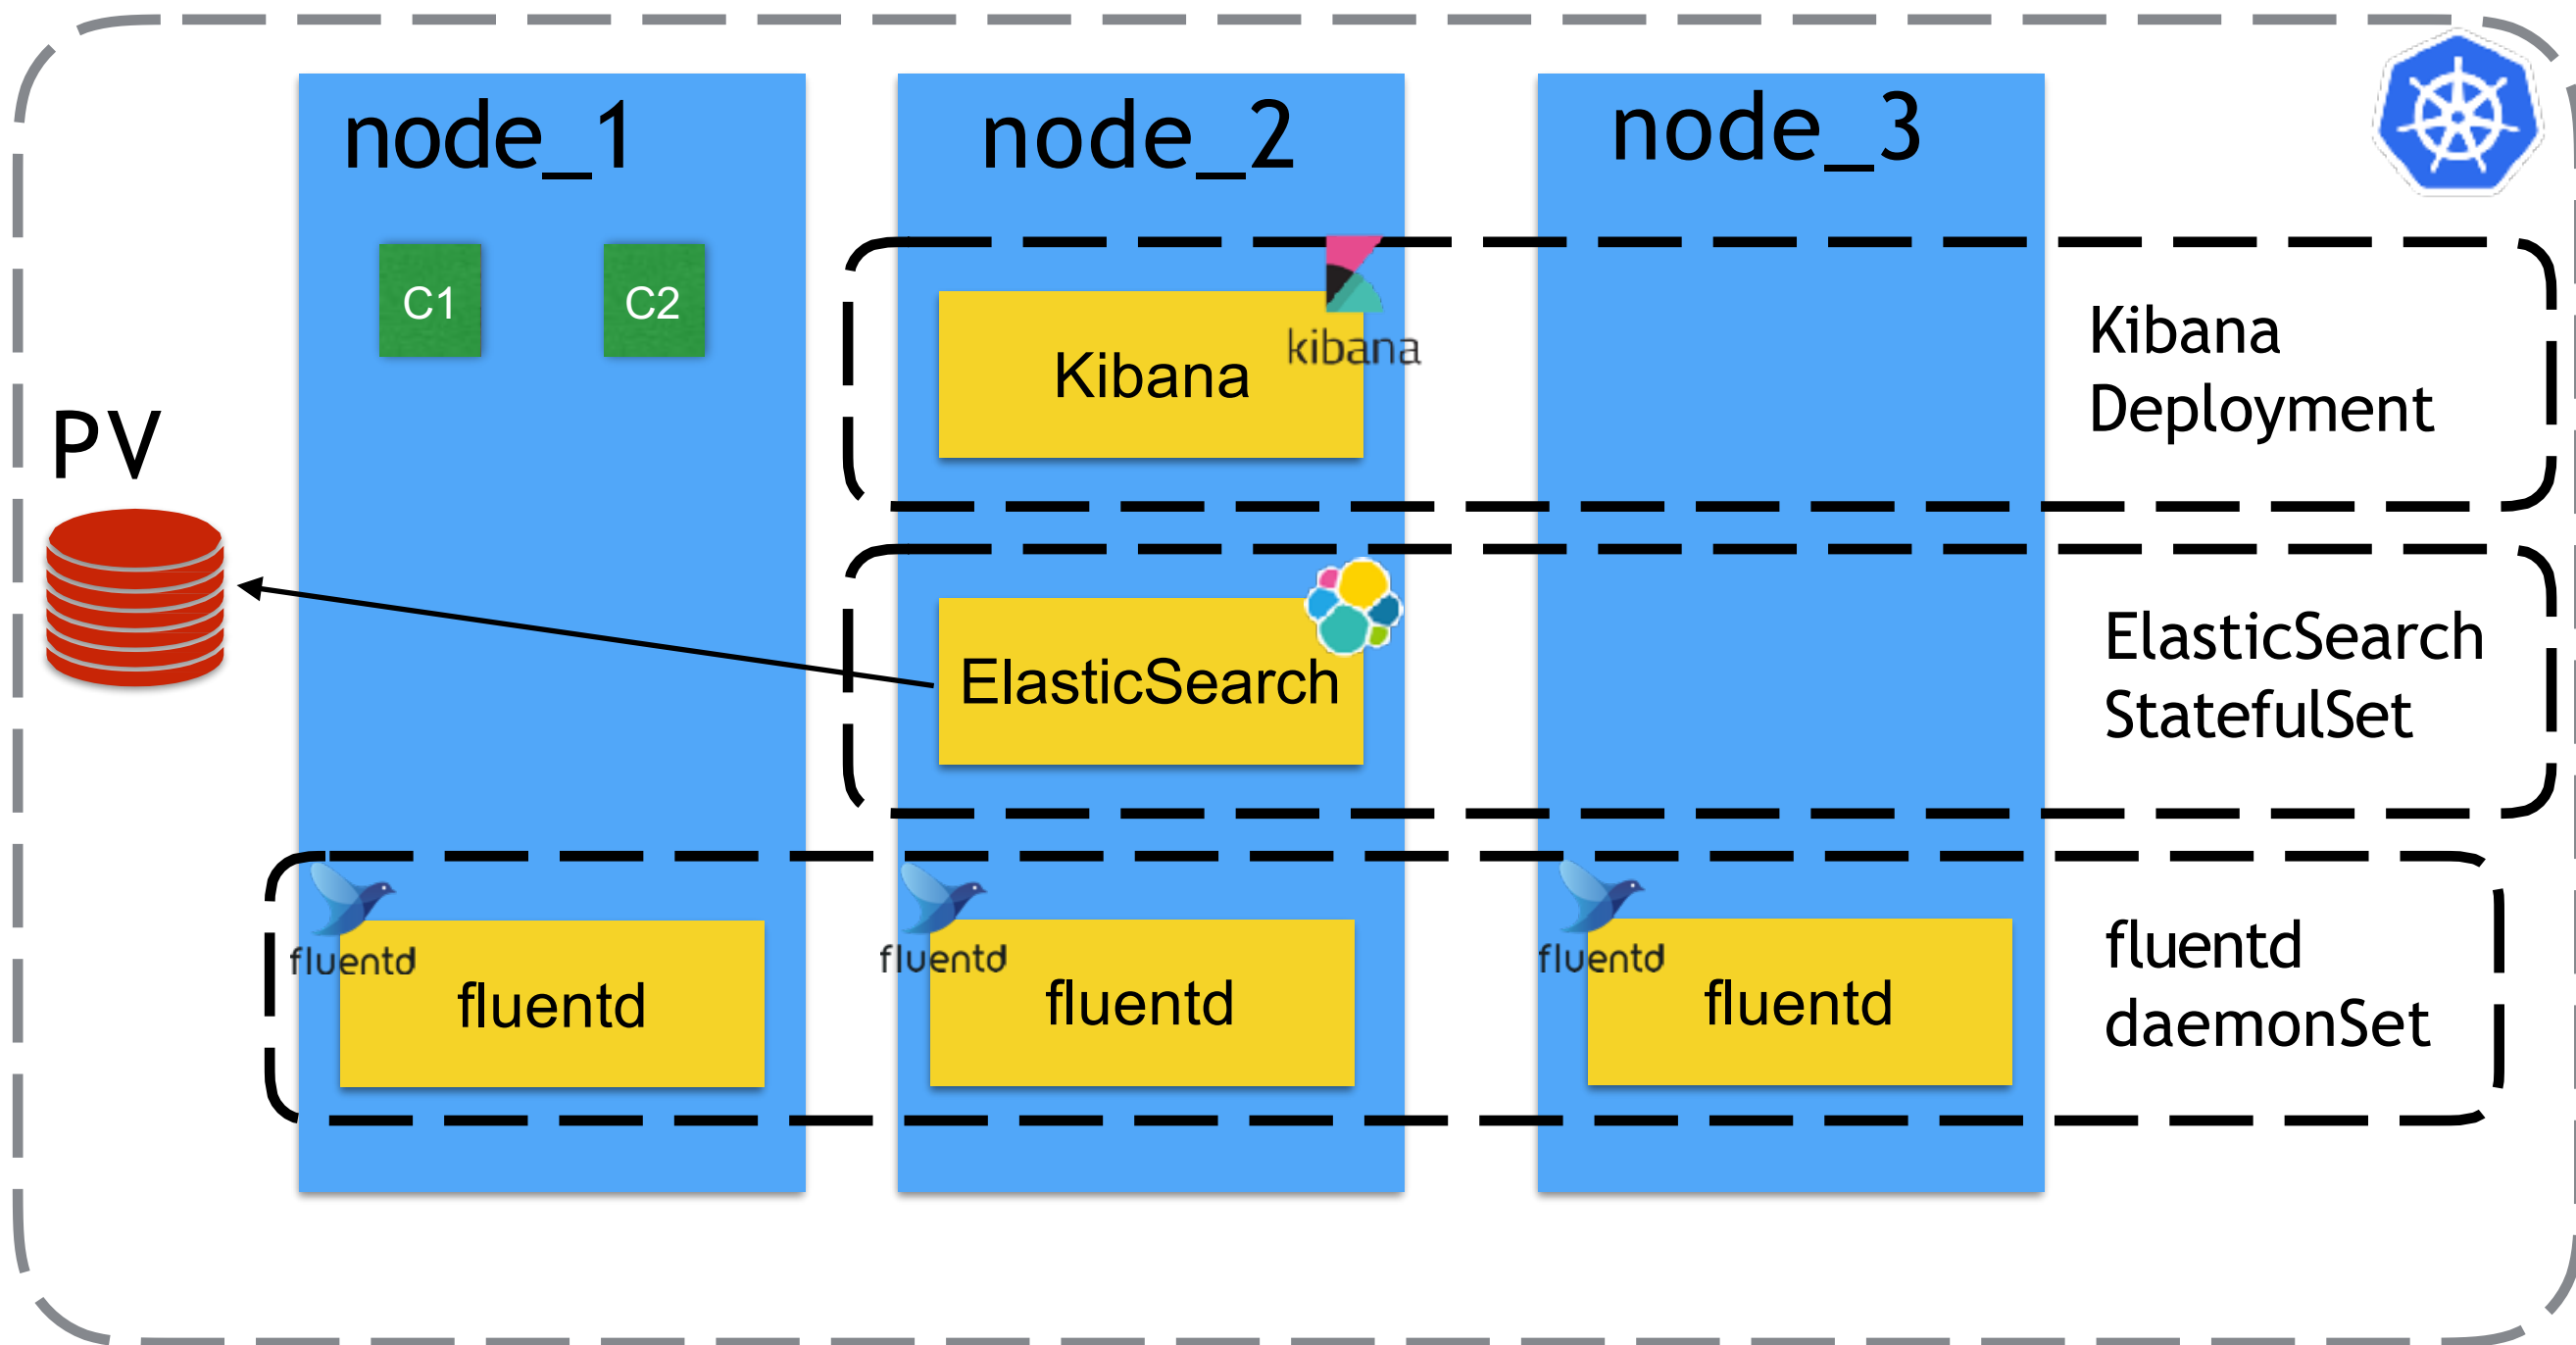 node_1
node_2
node_3
C1
C2
kibana
Kibana
Kibana
Deployment
PV
ElasticSearch
ElasticSearch
StatefulSet
fluentd
fluentd
fluentd
fluentd
fluentd
fluentd
fluentd
daemonSet